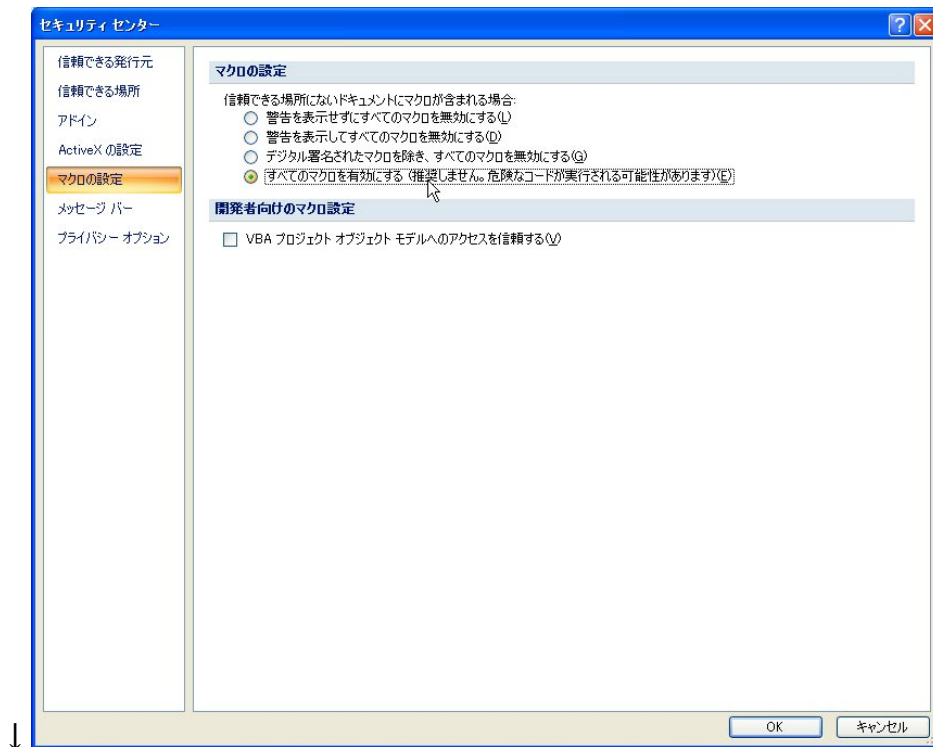 セキュリティ センター
信頼できる発行元
信頼できる場所
アドイン
ActiveX の設定
マクロの設定
メッセージ バー
プライバシー オプション
マクロの設定
信頼できる場所にないドキュメントにマクロが含まれる場合:
警告を表示せずにすべてのマクロを無効にする(L)
警告を表示してすべてのマクロを無効にする(D)
デジタル署名されたマクロを除き、すべてのマクロを無効にする(G)
すべてのマクロを有効にする (推奨しません。危険なコードが実行される可能性があります)(E)
開発者向けのマクロ設定
VBA プロジェクト オブジェクト モデルへのアクセスを信頼する(V)
OK
キャンセル
↓